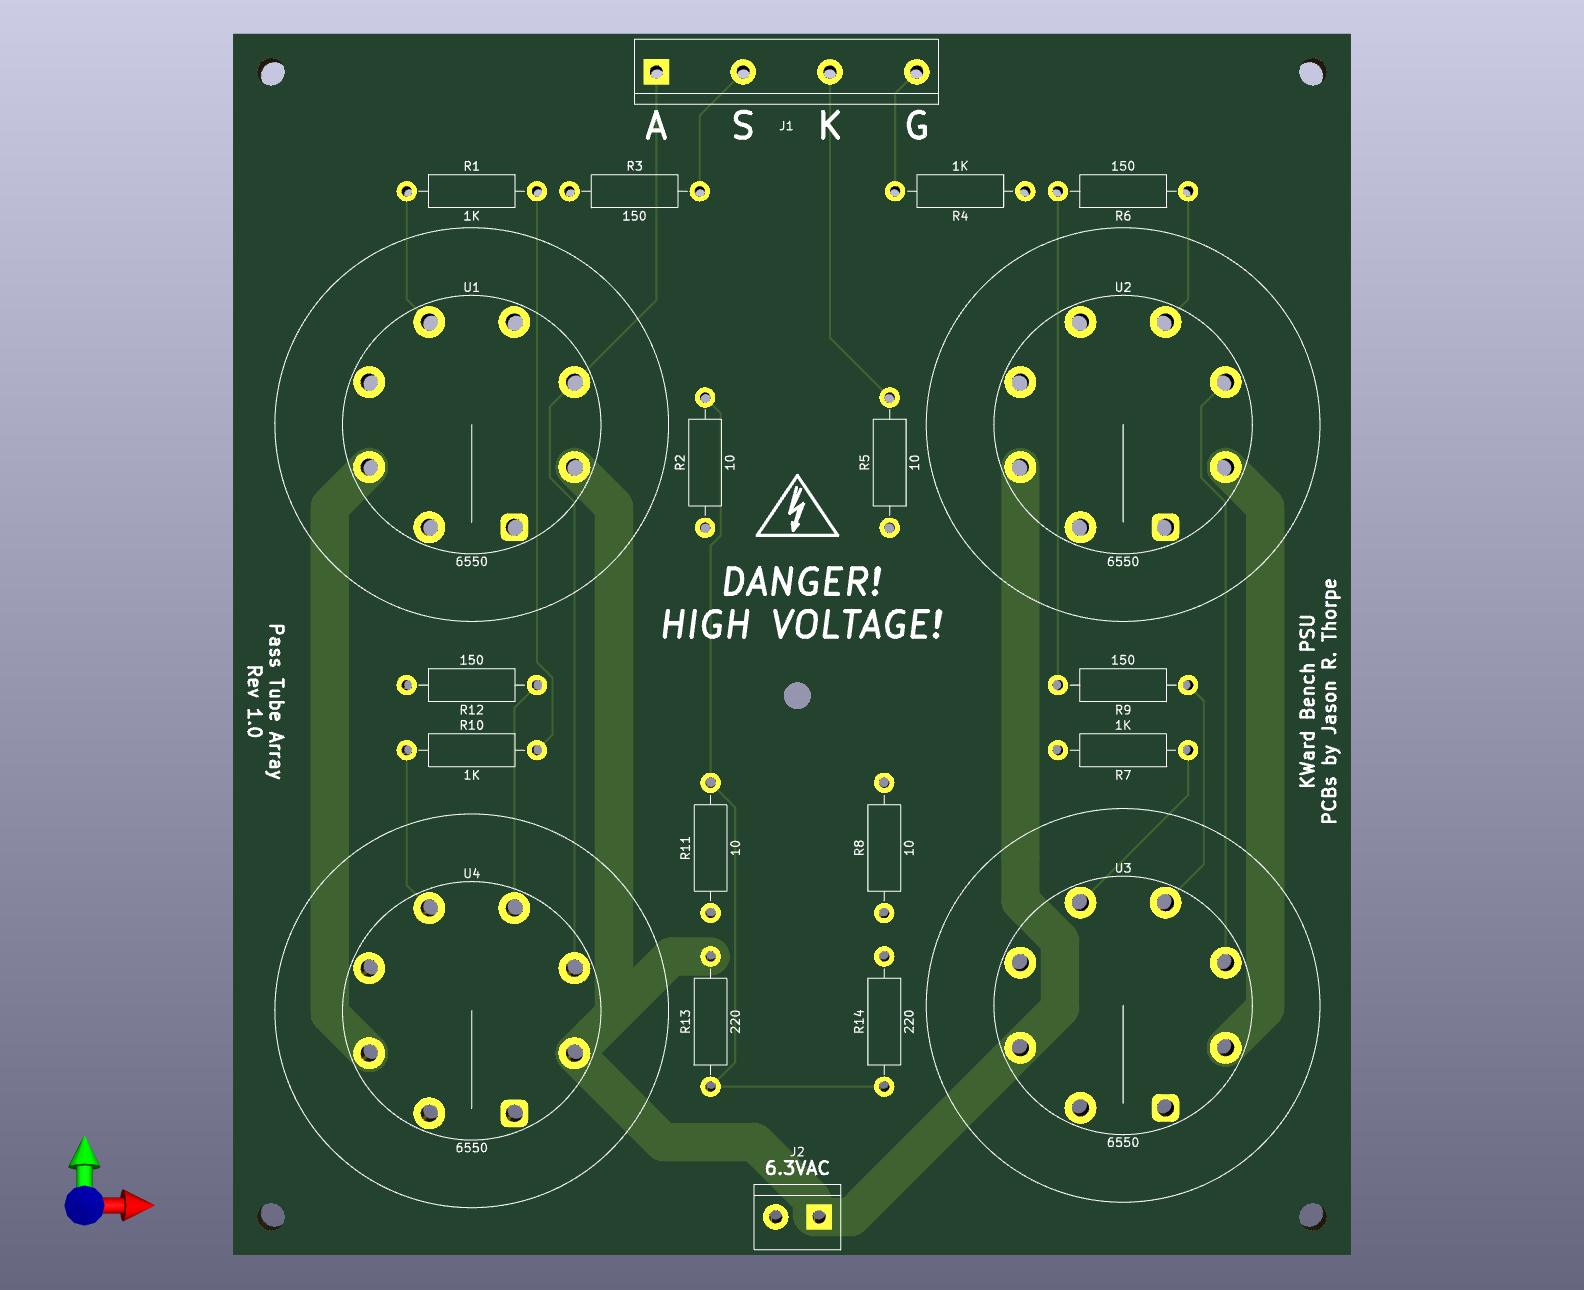 A S K G
J1
R1
1K
R3
150
1K
R4
150
R6
U1
6550
U2
6550
R2
10
R5
10
DANGER!
HIGH VOLTAGE!
Pass Tube Array
Rev 1.0
KWard Bench PSU
PCBs by Jason R. Thorpe
150
R12
R10
1K
150
R9
1K
R7
R11
10
R8
10
U4
6550
U3
6550
R13
220
R14
220
J2
6.3VAC